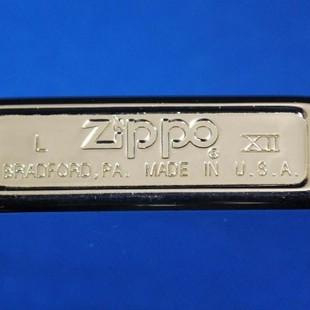 L Zippo® XII
BRADFORD, PA. MADE IN U.S.A.